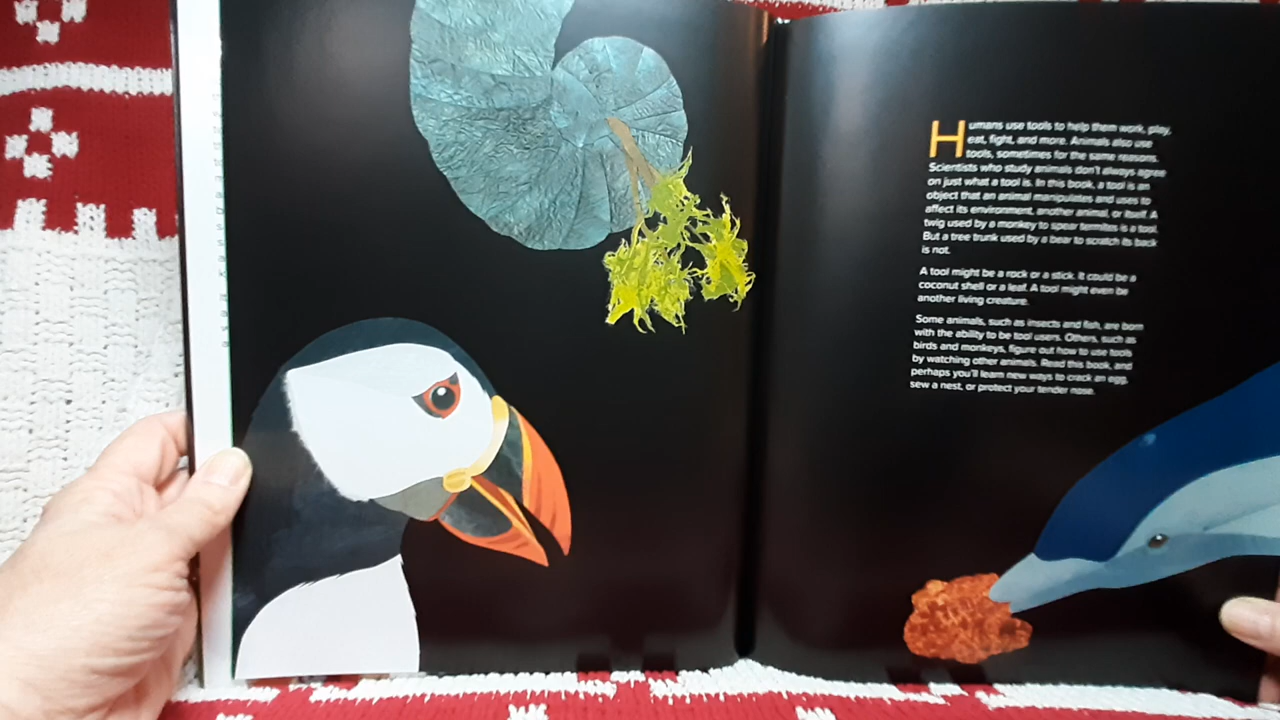 Humans use tools to help them work, play,
eat, fight, and more. Animals also use
tools, sometimes for the same reasons.
Scientists who study animals don't always agree
on just what a tool is. In this book, a tool is an
object that an animal manipulates and uses to
affect its environment, another animal, or itself. A
twig used by a monkey to spear termites is a tool.
But a tree trunk used by a bear to scratch its back
is not.
A tool might be a rock or a stick. It could be a
coconut shell or a leaf. A tool might even be
another living creature.
Some animals, such as insects and fish, are born
with the ability to be tool users. Others, such as
birds and monkeys, figure out how to use tools
by watching other animals. Read this book, and
perhaps you'll learn new ways to crack an egg,
sew a nest, or protect your tender nose.